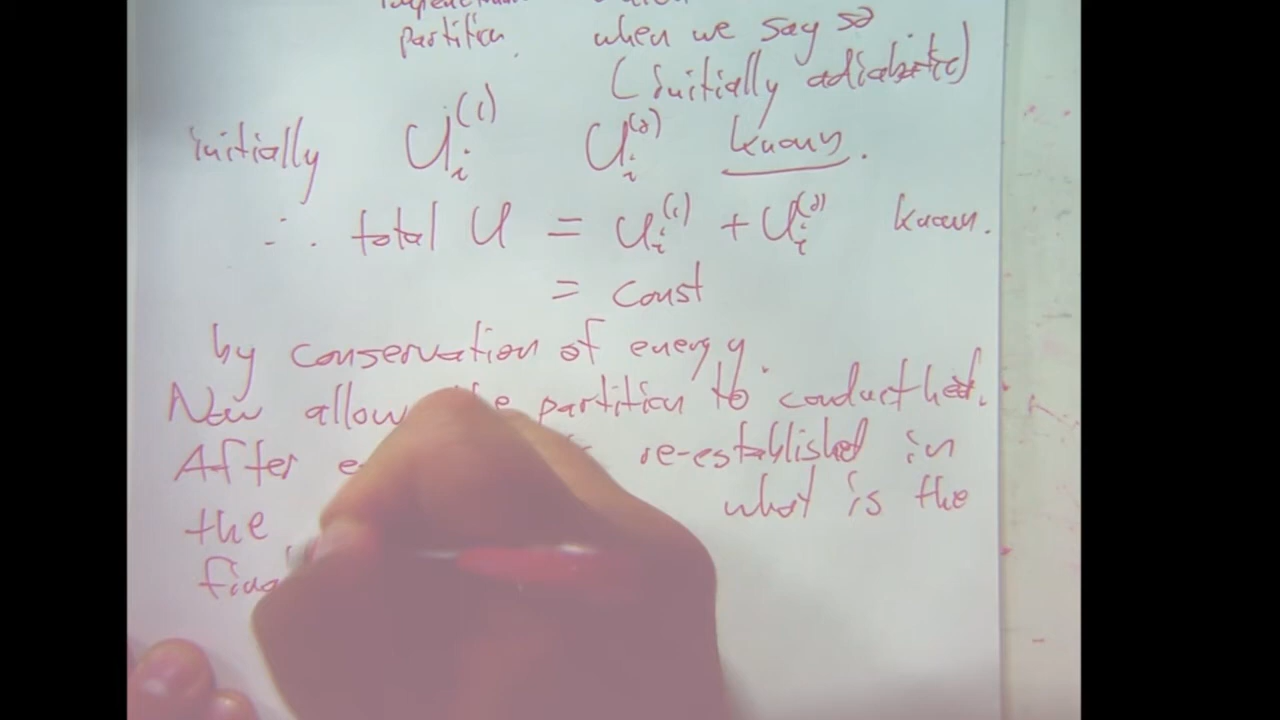 partition when we say so
(initially adiabatic)
initially U_i^(1) U_i^(2) known.
∴ total U = U_i^(1) + U_i^(2) known.
= const
by conservation of energy.
Now allow the partition to conduct heat.
After re-established in
the what is the